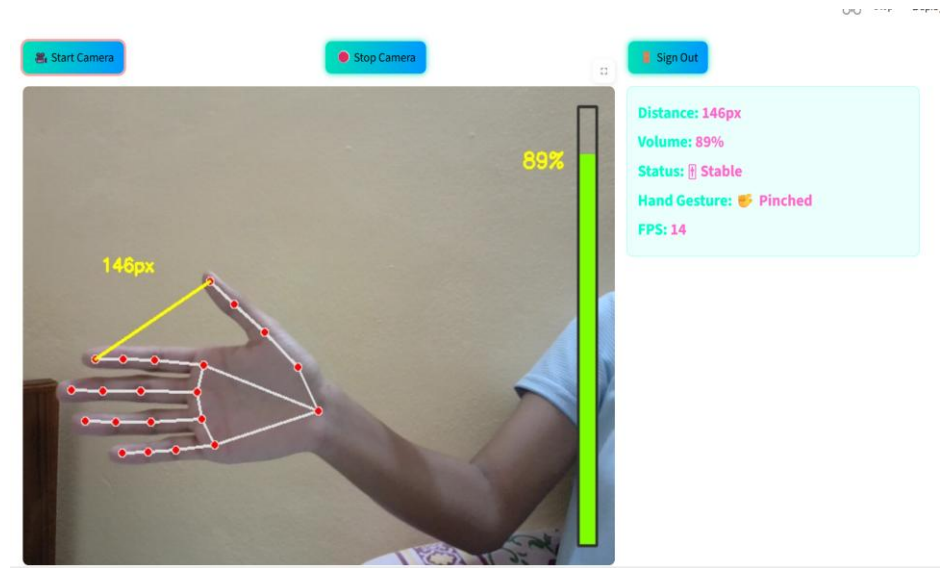 Start Camera
Stop Camera
Sign Out
Distance: 146px
Volume: 89%
Status: Stable
Hand Gesture: Pinched
FPS: 14
89%
146px